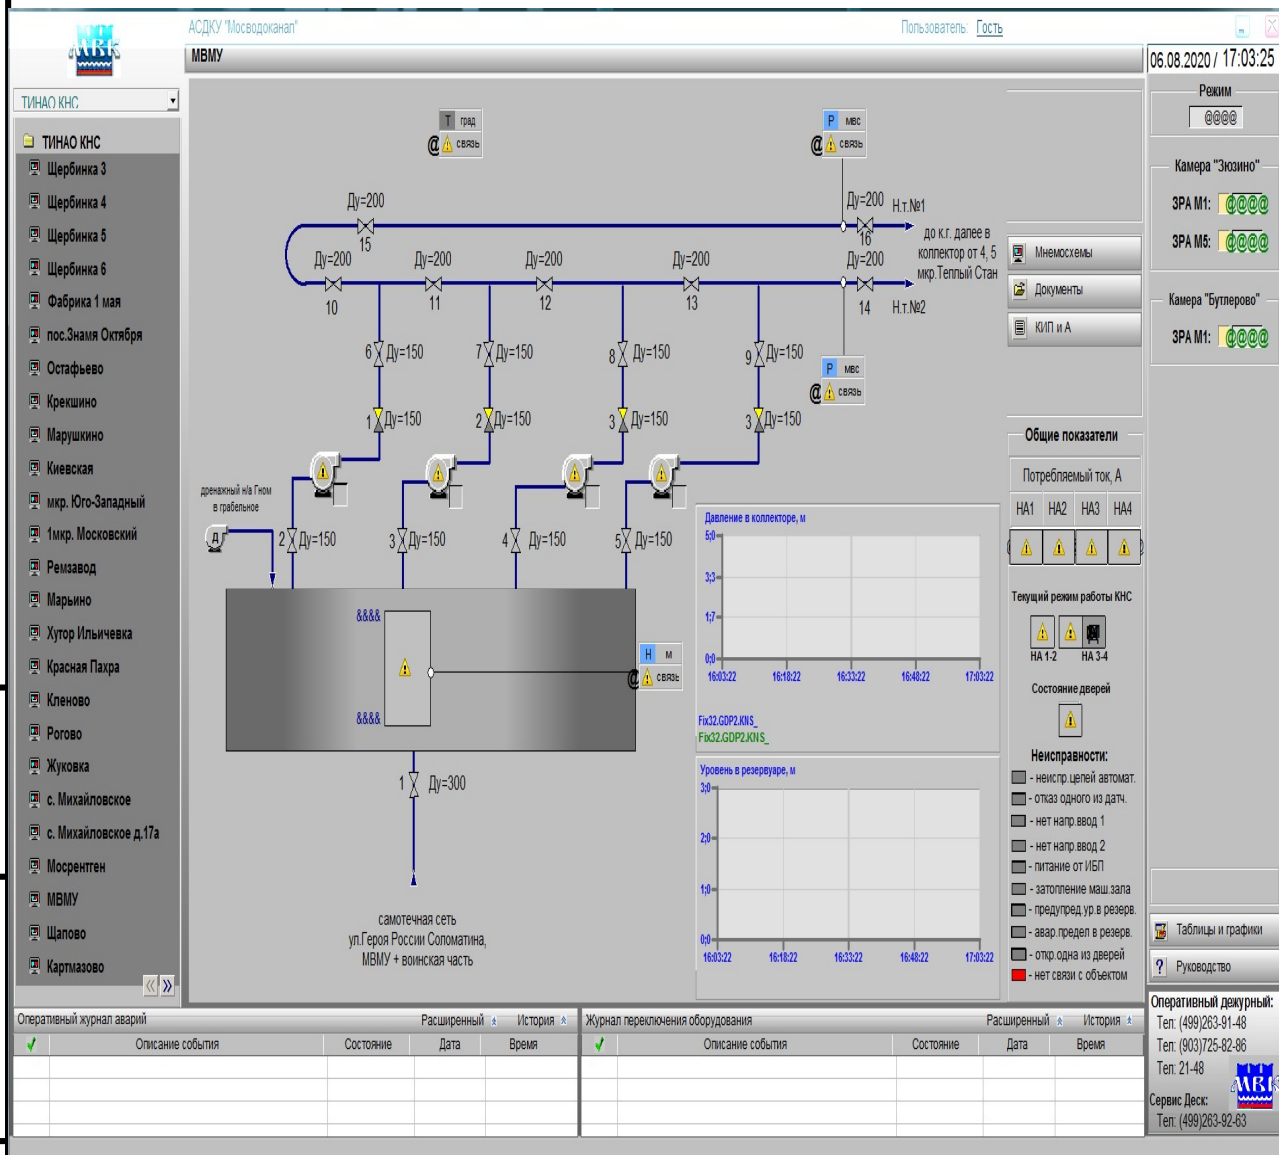 АСДКУ "Мосводоканал"
Пользователь: Гость
МВК
МВМУ
06.08.2020 / 17:03:25
ТИНАО КНС
ТИНАО КНС
Щербинка 3
Щербинка 4
Щербинка 5
Щербинка 6
Фабрика 1 мая
пос.Знамя Октября
Остафьево
Крекшино
Марушкино
Киевская
мкр. Юго-Западный
1мкр. Московский
Ремзавод
Марьино
Хутор Ильичевка
Красная Пахра
Кленово
Рогово
Жуковка
с. Михайловское
с. Михайловское д.17а
Мосрентген
МВМУ
Щапово
Картмазово
T град
@ связь
P мвс
@ связь
Ду=200
15
Ду=200
16
Н.т.№1
до к.г. далее в
коллектор от 4, 5
мкр.Теплый Стан
Ду=200
10
Ду=200
11
Ду=200
12
Ду=200
13
Ду=200
14
Н.т.№2
6 Ду=150
7 Ду=150
8 Ду=150
9 Ду=150
P мвс
@ связь
1 Ду=150
2 Ду=150
3 Ду=150
3 Ду=150
дренажный н/а Гном
в грабельное
Д
2 Ду=150
3 Ду=150
4 Ду=150
5 Ду=150
&&&&
&&&&
H м
@ связь
1 Ду=300
самотечная сеть
ул.Героя России Соломатина,
МВМУ + воинская часть
Давление в коллекторе, м
5;0
3;3
1;7
0;0
16:03:22 16:18:22 16:33:22 16:48:22 17:03:22
Fix32.GDP2.KNS_
Fix32.GDP2.KNS_
Уровень в резервуаре, м
3;0
2;0
1;0
0;0
16:03:22 16:18:22 16:33:22 16:48:22 17:03:22
Мнемосхемы
Документы
КИП и А
Общие показатели
Потребляемый ток, А
НА1 НА2 НА3 НА4
Текущий режим работы КНС
НА 1-2 НА 3-4
Состояние дверей
Неисправности:
- неиспр.цепей автомат.
- отказ одного из датч.
- нет напр.ввод 1
- нет напр.ввод 2
- питание от ИБП
- затопление маш.зала
- предупред.ур.в резерв.
- авар.предел в резерв.
- откр.одна из дверей
- нет связи с объектом
Режим
@@@@
Камера "Зюзино"
ЗРА М1: @@@@
ЗРА М5: @@@@
Камера "Бутлерово"
ЗРА М1: @@@@
Таблицы и графики
? Руководство
Оперативный дежурный:
Тел: (499)263-91-48
Тел: (903)725-82-86
Тел: 21-48
МВК
Сервис Деск:
Тел: (499)263-92-63
Оперативный журнал аварий Расширенный История
Описание события Состояние Дата Время
Журнал переключения оборудования Расширенный История
Описание события Состояние Дата Время